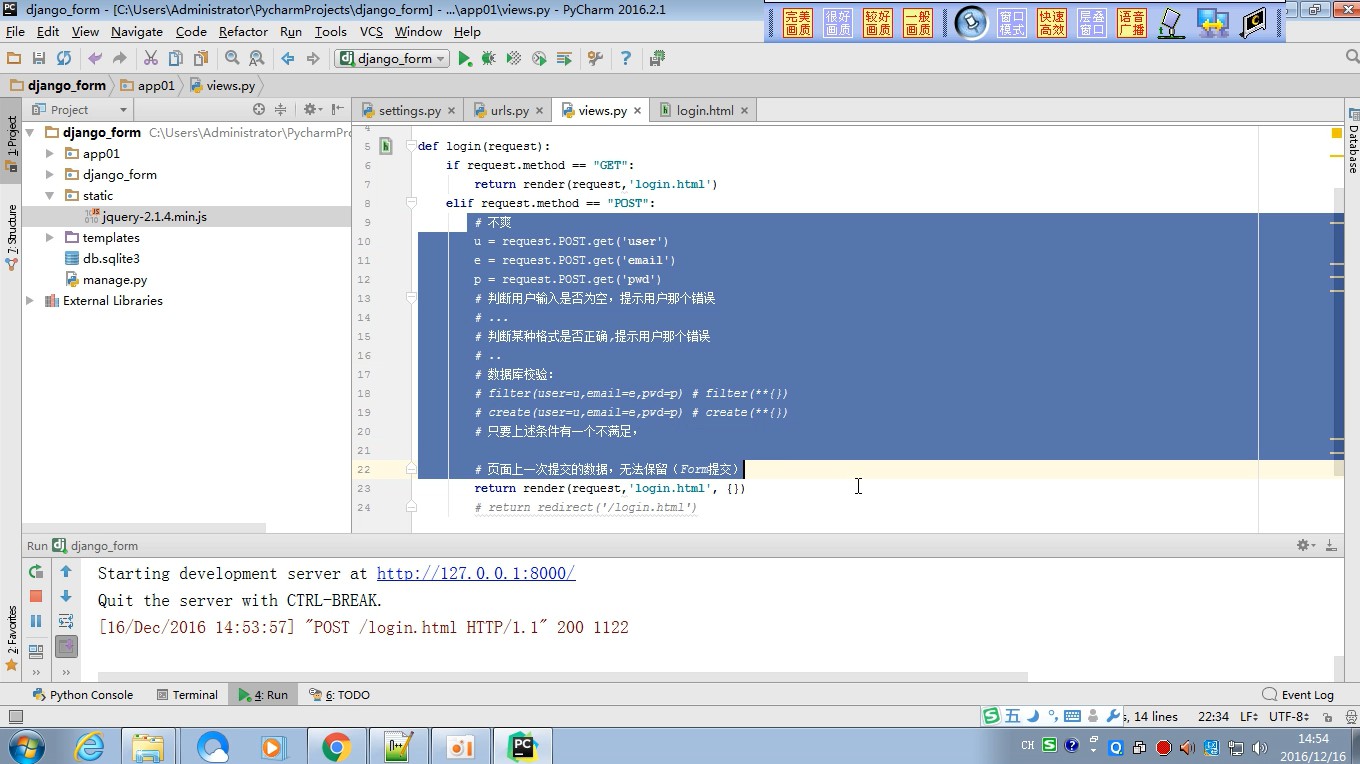 django_form - [C:\Users\Administrator\PycharmProjects\django_form] - ...\app01\views.py - PyCharm 2016.2.1
完美画质 很好画质 较好画质 一般画质 窗口模式 快速高效 层叠窗口 语音广播
File Edit View Navigate Code Refactor Run Tools VCS Window Help
django_form
django_form app01 views.py
Project
settings.py urls.py views.py login.html
1: Project
7: Structure
2: Favorites
Database
django_form C:\Users\Administrator\PycharmPr
app01
django_form
static
jquery-2.1.4.min.js
templates
db.sqlite3
manage.py
External Libraries
4
5 def login(request):
6 if request.method == "GET":
7 return render(request,'login.html')
8 elif request.method == "POST":
9 # 不爽
10 u = request.POST.get('user')
11 e = request.POST.get('email')
12 p = request.POST.get('pwd')
13 # 判断用户输入是否为空，提示用户那个错误
14 # ...
15 # 判断某种格式是否正确,提示用户那个错误
16 # ..
17 # 数据库校验：
18 # filter(user=u,email=e,pwd=p) # filter(**{})
19 # create(user=u,email=e,pwd=p) # create(**{})
20 # 只要上述条件有一个不满足，
21
22 # 页面上一次提交的数据，无法保留（Form提交）
23 return render(request,'login.html', {})
24 # return redirect('/login.html')
Run django_form
Starting development server at http://127.0.0.1:8000/
Quit the server with CTRL-BREAK.
[16/Dec/2016 14:53:57] "POST /login.html HTTP/1.1" 200 1122
Python Console Terminal 4: Run 6: TODO Event Log
五 s, 14 lines 22:34 LF UTF-8
CH 14:54
2016/12/16